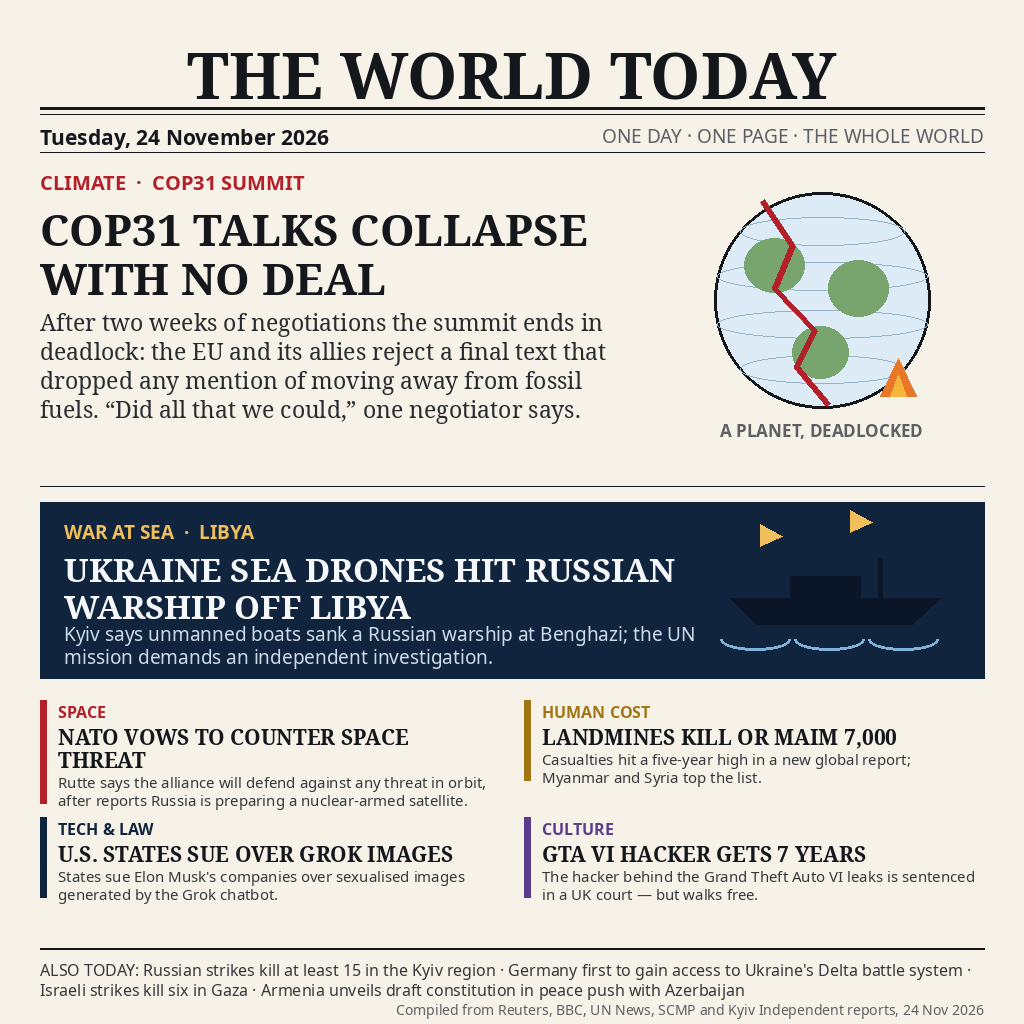 THE WORLD TODAY
Tuesday, 24 November 2026
ONE DAY · ONE PAGE · THE WHOLE WORLD
CLIMATE · COP31 SUMMIT
COP31 TALKS COLLAPSE
WITH NO DEAL
After two weeks of negotiations the summit ends in
deadlock: the EU and its allies reject a final text that
dropped any mention of moving away from fossil
fuels. “Did all that we could,” one negotiator says.
A PLANET, DEADLOCKED
WAR AT SEA · LIBYA
UKRAINE SEA DRONES HIT RUSSIAN
WARSHIP OFF LIBYA
Kyiv says unmanned boats sank a Russian warship at Benghazi; the UN
mission demands an independent investigation.
SPACE
NATO VOWS TO COUNTER SPACE
THREAT
Rutte says the alliance will defend against any threat in orbit,
after reports Russia is preparing a nuclear-armed satellite.
HUMAN COST
LANDMINES KILL OR MAIM 7,000
Casualties hit a five-year high in a new global report;
Myanmar and Syria top the list.
TECH & LAW
U.S. STATES SUE OVER GROK IMAGES
States sue Elon Musk's companies over sexualised images
generated by the Grok chatbot.
CULTURE
GTA VI HACKER GETS 7 YEARS
The hacker behind the Grand Theft Auto VI leaks is sentenced
in a UK court — but walks free.
ALSO TODAY: Russian strikes kill at least 15 in the Kyiv region · Germany first to gain access to Ukraine's Delta battle system ·
Israeli strikes kill six in Gaza · Armenia unveils draft constitution in peace push with Azerbaijan
Compiled from Reuters, BBC, UN News, SCMP and Kyiv Independent reports, 24 Nov 2026